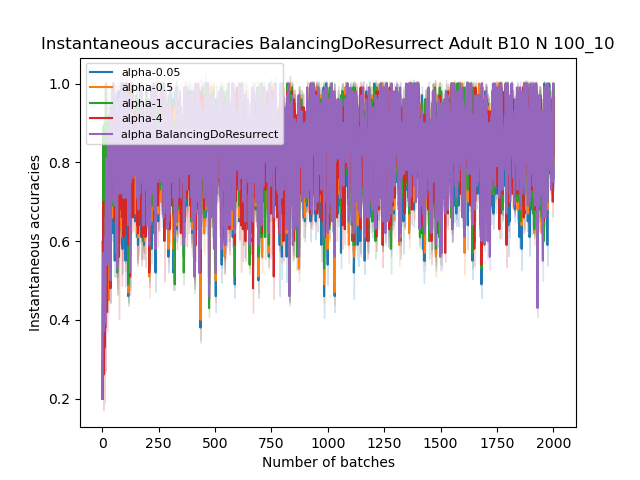 Instantaneous accuracies BalancingDoResurrect Adult B10 N 100_10
alpha-0.05
alpha-0.5
alpha-1
alpha-4
alpha BalancingDoResurrect
1.0
0.8
0.6
0.4
0.2
Instantaneous accuracies
0 250 500 750 1000 1250 1500 1750 2000
Number of batches